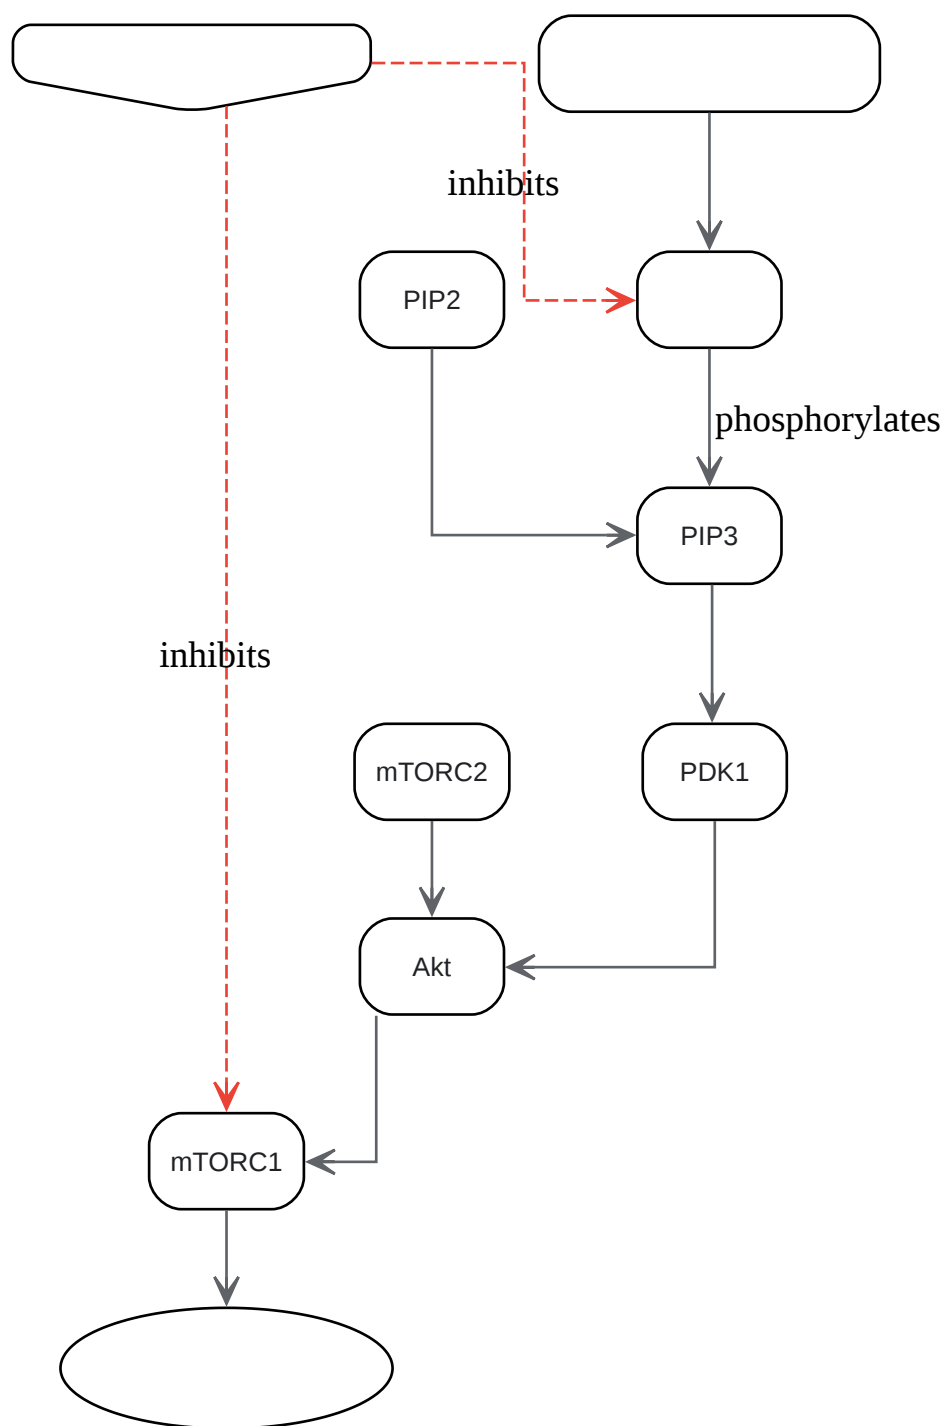 inhibits
PIP2
phosphorylates
PIP3
inhibits
mTORC2
PDK1
Akt
mTORC1